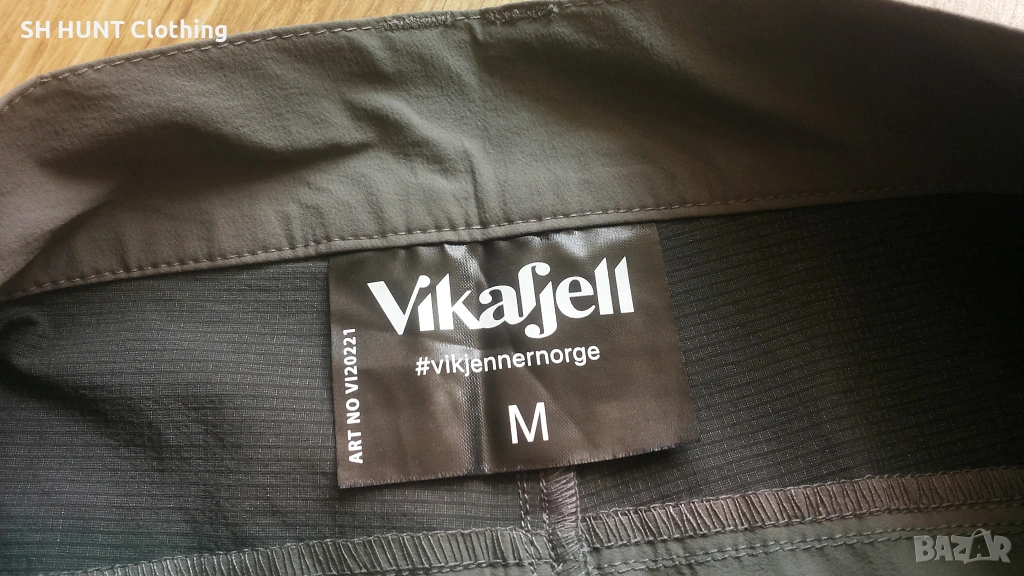 SH HUNT Clothing
Vikafjell
#vikjennernorge
M
ART NO VI20221
BAZAR